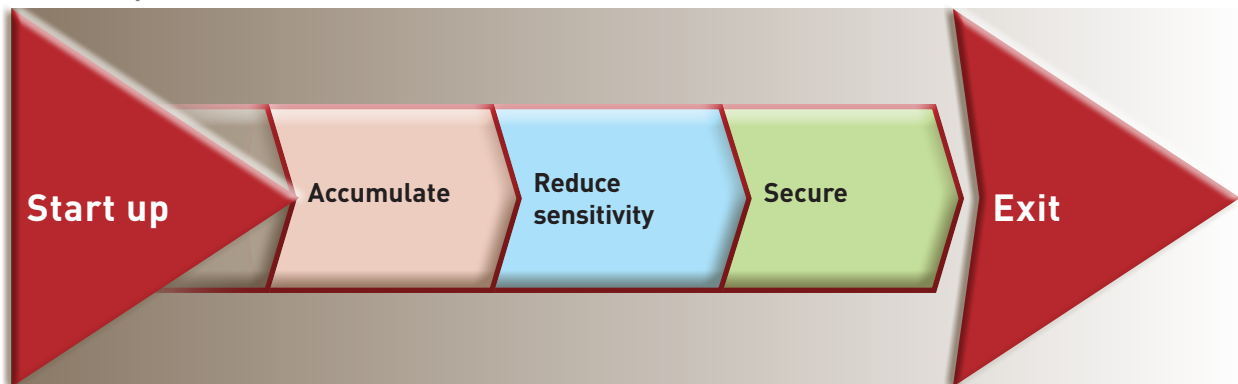 Start up
Accumulate
Reduce
sensitivity
Secure
Exit